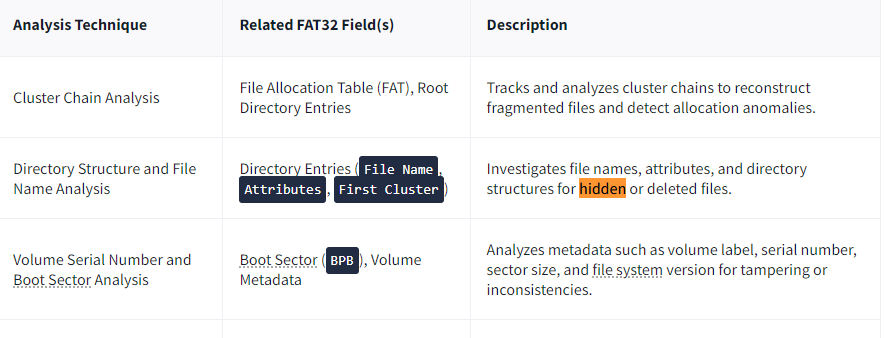 Analysis Technique
Related FAT32 Field(s)
Description
Cluster Chain Analysis
File Allocation Table (FAT), Root
Directory Entries
Tracks and analyzes cluster chains to reconstruct
fragmented files and detect allocation anomalies.
Directory Structure and File
Name Analysis
Directory Entries ( File Name ,
Attributes , First Cluster )
Investigates file names, attributes, and directory
structures for hidden or deleted files.
Volume Serial Number and
Boot Sector Analysis
Boot Sector ( BPB ), Volume
Metadata
Analyzes metadata such as volume label, serial number,
sector size, and file system version for tampering or
inconsistencies.